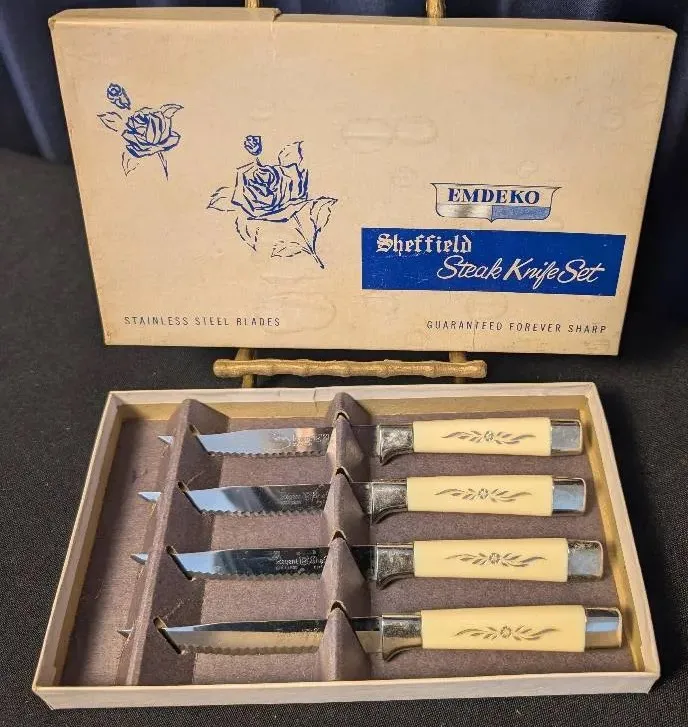 EMDEKO
Sheffield
Steak Knife Set
STAINLESS STEEL BLADES
GUARANTEED FOREVER SHARP